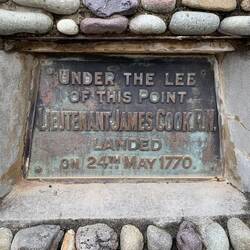 "UNDER THE LEE
OF THIS POINT
LIEUTENANT JAMES COOK.R.N.
LANDED
ON 24TH MAY 1770.